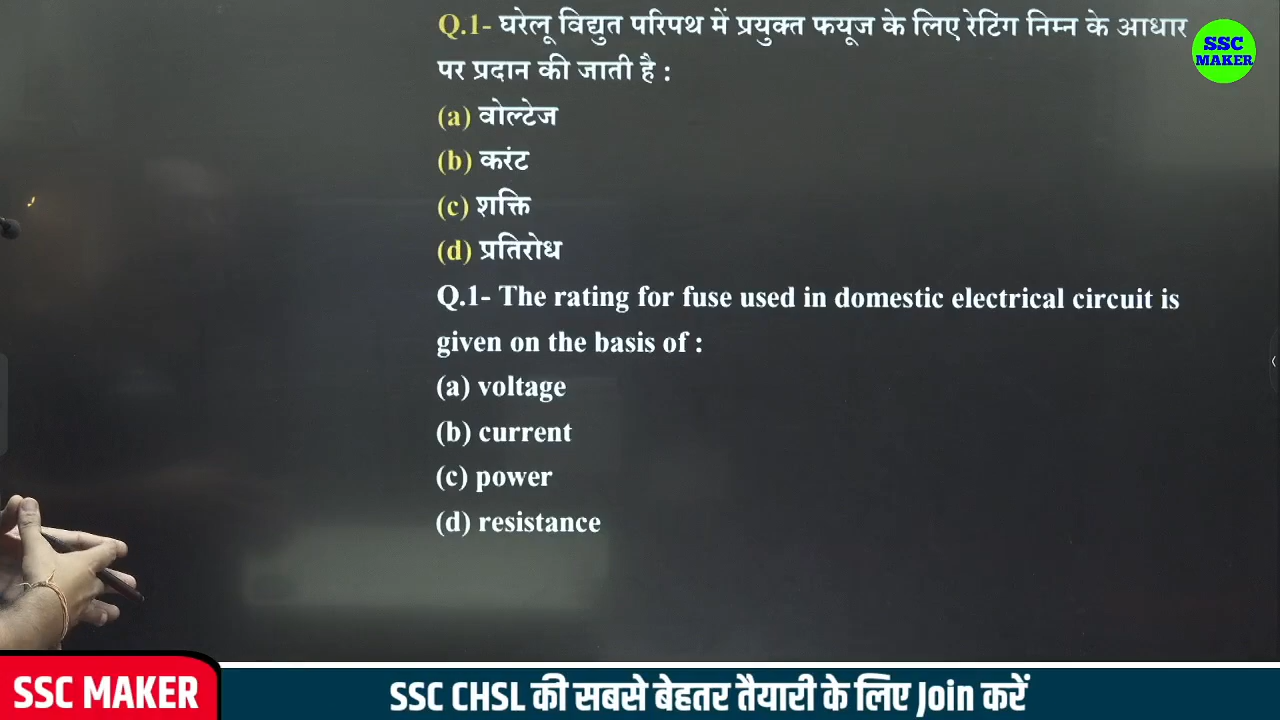 Q.1- घरेलू विद्युत परिपथ में प्रयुक्त फयूज के लिए रेटिंग निम्न के आधार
पर प्रदान की जाती है :
(a) वोल्टेज
(b) करंट
(c) शक्ति
(d) प्रतिरोध
Q.1- The rating for fuse used in domestic electrical circuit is
given on the basis of :
(a) voltage
(b) current
(c) power
(d) resistance
SSC
MAKER
SSC MAKER
SSC CHSL की सबसे बेहतर तैयारी के लिए Join करें